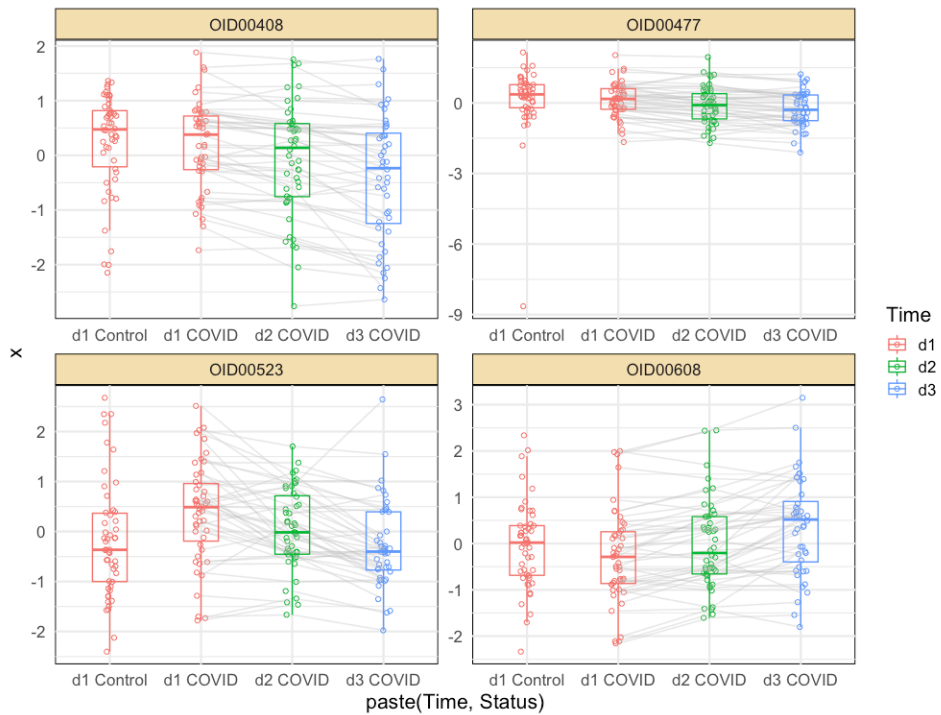 OID00408 OID00477
2
1
0
-1
-2
0
-3
-6
-9
d1 Control d1 COVID d2 COVID d3 COVID d1 Control d1 COVID d2 COVID d3 COVID
x
Time
d1
d2
d3
OID00523 OID00608
2
1
0
-1
-2
3
2
1
0
-1
-2
d1 Control d1 COVID d2 COVID d3 COVID d1 Control d1 COVID d2 COVID d3 COVID
paste(Time, Status)